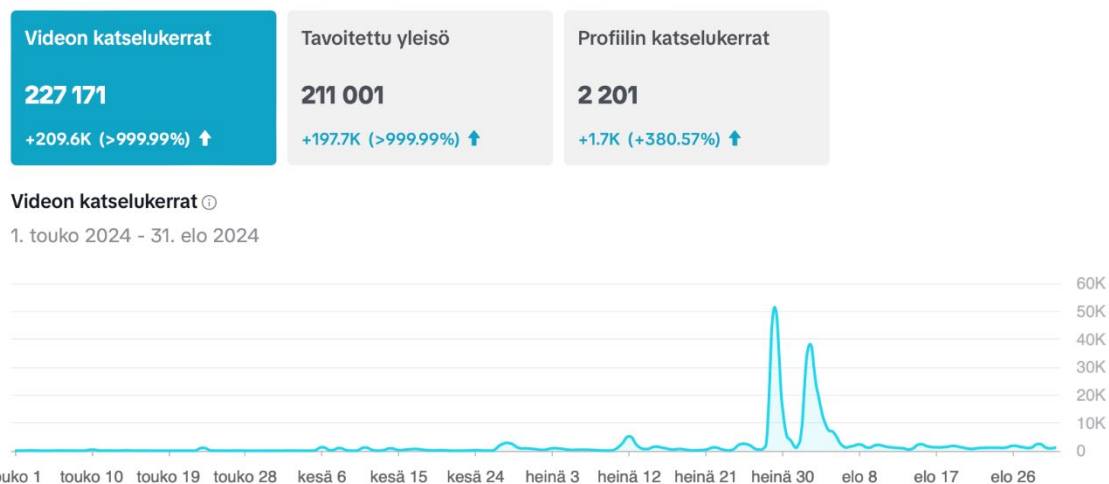 Videon katselukerrat
227 171
+209.6K (>999.99%)
Tavoitettu yleisö
211 001
+197.7K (>999.99%)
Profiilin katselukerrat
2 201
+1.7K (+380.57%)
Videon katselukerrat
1. touko 2024 - 31. elo 2024
60K
50K
40K
30K
20K
10K
0
ouko 1 touko 10 touko 19 touko 28 kesä 6 kesä 15 kesä 24 heinä 3 heinä 12 heinä 21 heinä 30 elo 8 elo 17 elo 26